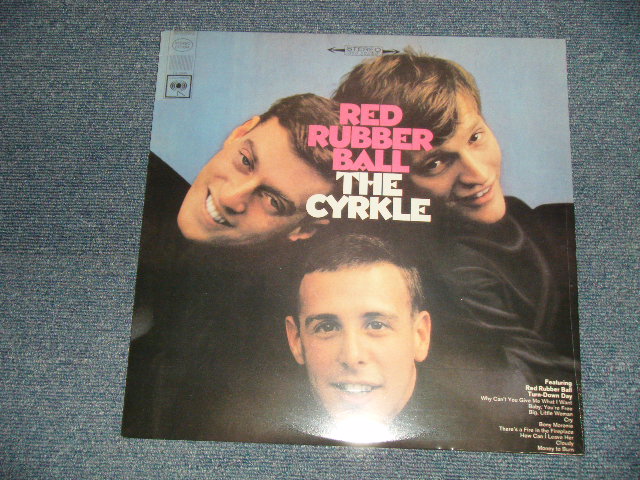 STEREO
RED
RUBBER
BALL
THE
CYRKLE
Featuring
Red Rubber Ball
Turn-Down Day
Why Can't You Give Me What I Want
Baby, You're Free
Big, Little Woman
Cry
Bony Moronie
There's a Fire in the Fireplace
How Can I Leave Her
Cloudy
Money to Burn